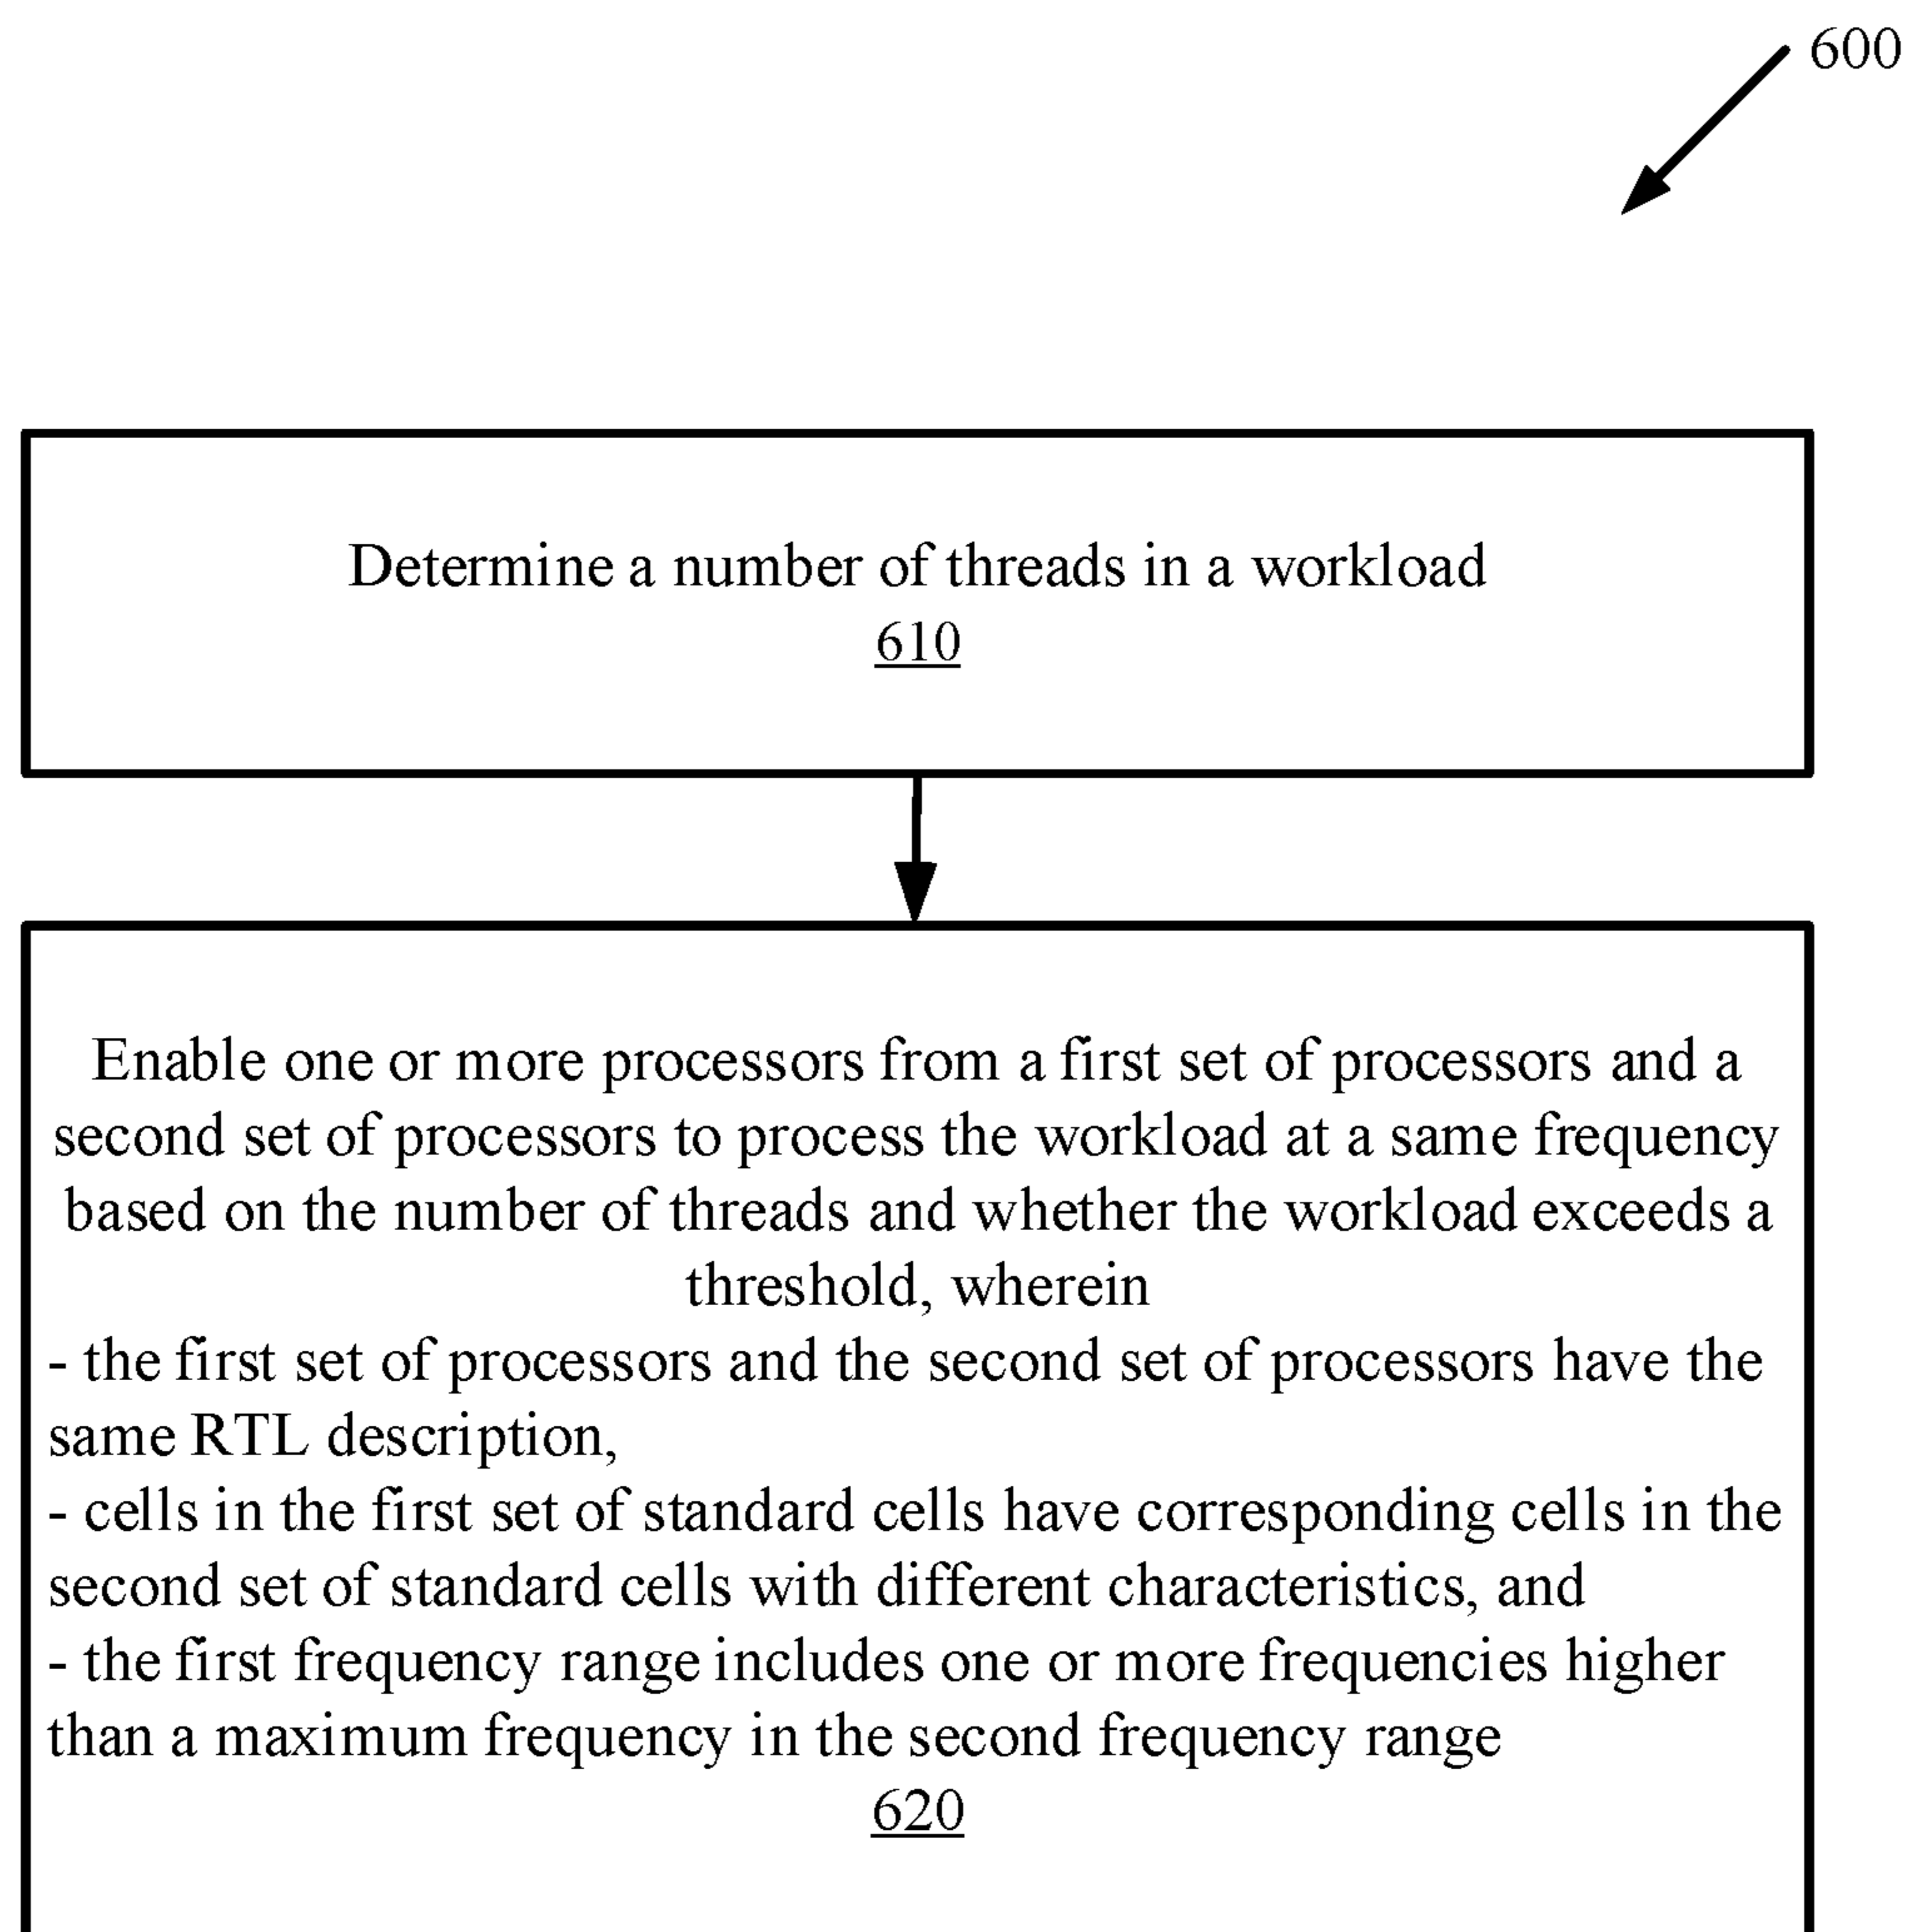 600
Determine a number of threads in a workload
610
Enable one or more processors from a first set of processors and a
second set of processors to process the workload at a same frequency
based on the number of threads and whether the workload exceeds a
threshold, wherein
- the first set of processors and the second set of processors have the
same RTL description,
- cells in the first set of standard cells have corresponding cells in the
second set of standard cells with different characteristics, and
- the first frequency range includes one or more frequencies higher
than a maximum frequency in the second frequency range
620